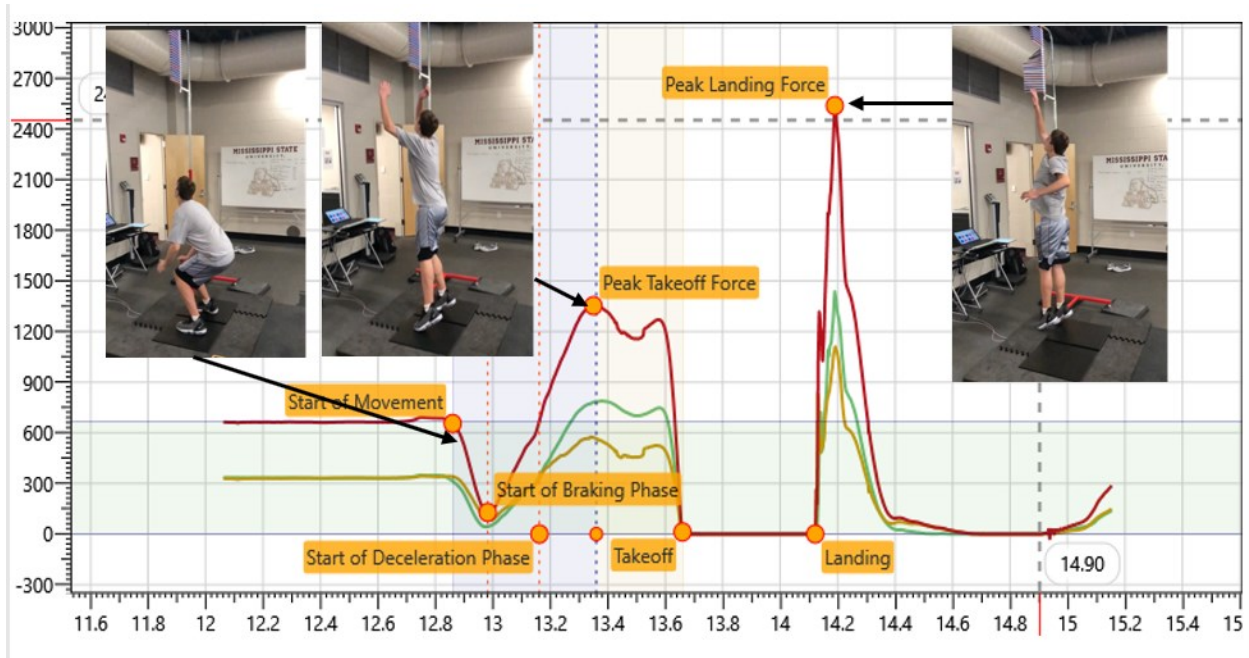 3000
2700
2400
2100
1800
1500
1200
900
600
300
0
-300
24
MISSISSIPPI STATE
UNIVERSITY
MISSISSIPPI STATE
UNIVERSITY
MISSISSIPPI STA
UNIVERSITY
Peak Landing Force
Peak Takeoff Force
Start of Movement
Start of Braking Phase
Start of Deceleration Phase
Takeoff
Landing
14.90
11.6 11.8 12 12.2 12.4 12.6 12.8 13 13.2 13.4 13.6 13.8 14 14.2 14.4 14.6 14.8 15 15.2 15.4 15